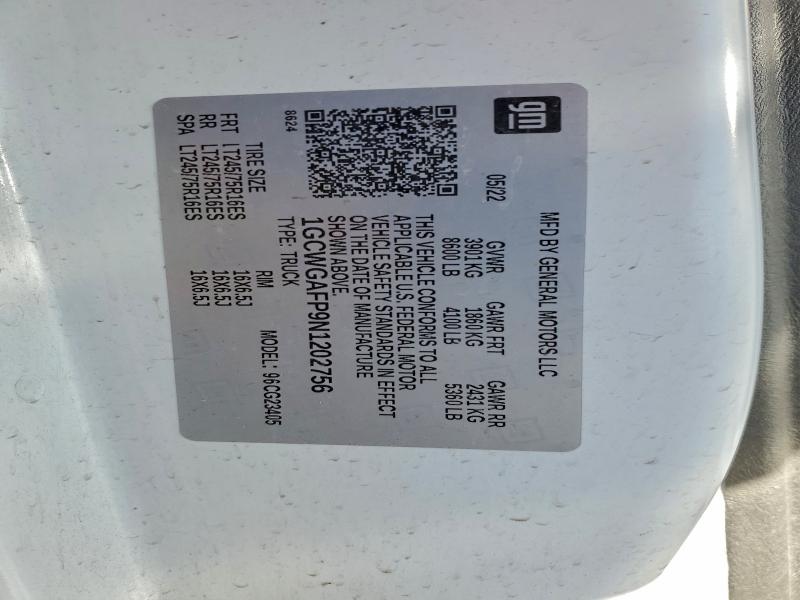 gm
MFD BY GENERAL MOTORS LLC
05/22
GVWR GAWR FRT GAWR RR
3901 KG 1860 KG 2431 KG
8600 LB 4100 LB 5360 LB
THIS VEHICLE CONFORMS TO ALL
APPLICABLE U.S. FEDERAL MOTOR
VEHICLE SAFETY STANDARDS IN EFFECT
ON THE DATE OF MANUFACTURE
SHOWN ABOVE.
1GCWGAFP9N1202756
TYPE: TRUCK MODEL: 96CG23405
8624
TIRE SIZE RIM
FRT LT245/75R16ES 16X6.5J
RR LT245/75R16ES 16X6.5J
SPA LT245/75R16ES 16X6.5J